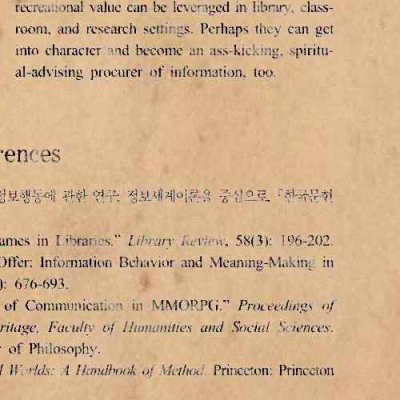 recreational value can be leveraged in library, class-
room, and research settings. Perhaps they can get
into character and become an ass-kicking, spiritu-
al-advising procurer of information, too.
rences
정보행동에 관한 연구: 정보세계이론을 중심으로, 『한국문헌
ames in Libraries." Library Review, 58(3): 196-202.
Offer: Information Behavior and Meaning-Making in
): 676-693.
of Communication in MMORPG." Proceedings of
ritage, Faculty of Humanities and Social Sciences.
of Philosophy.
l Worlds: A Handbook of Method. Princeton: Princeton